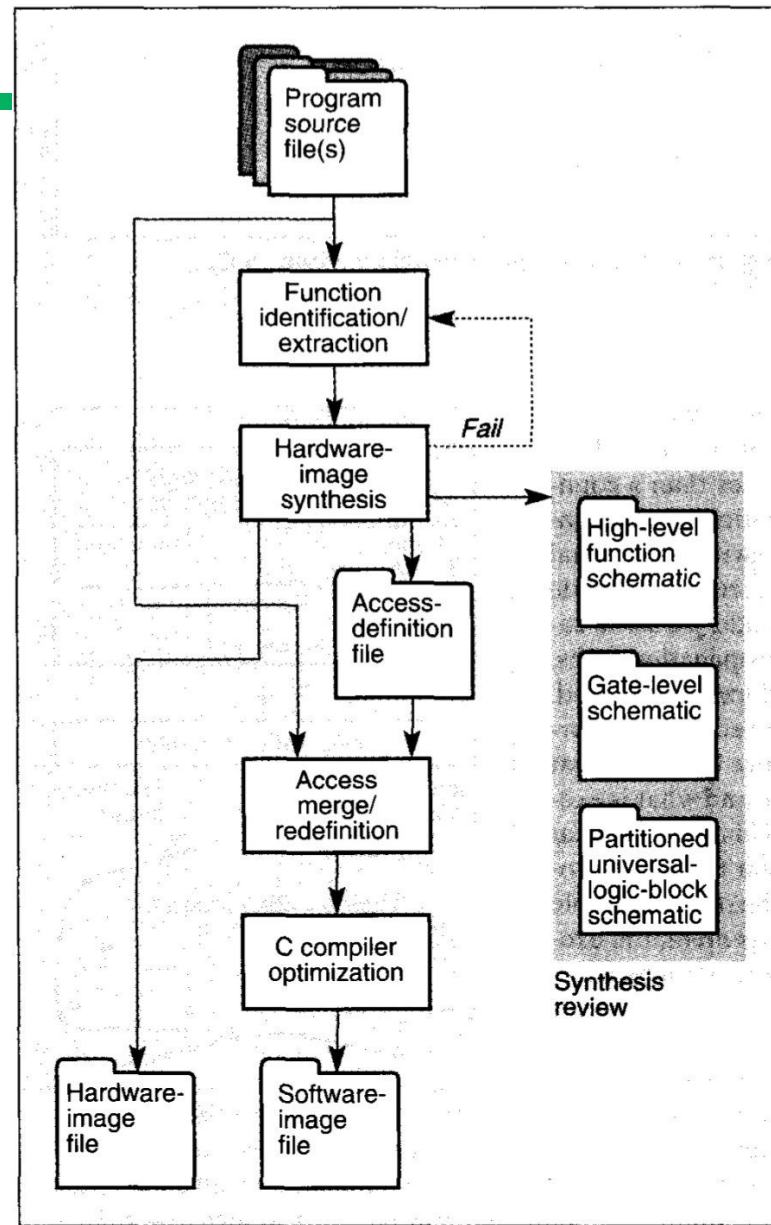 Program
source
file(s)
Function
identification/
extraction
Fail
Hardware-
image
synthesis
High-level
function
schematic
Access-
definition
file
Gate-level
schematic
Access
merge/
redefinition
Partitioned
universal-
logic-block
schematic
C compiler
optimization
Synthesis
review
Hardware-
image
file
Software-
image
file